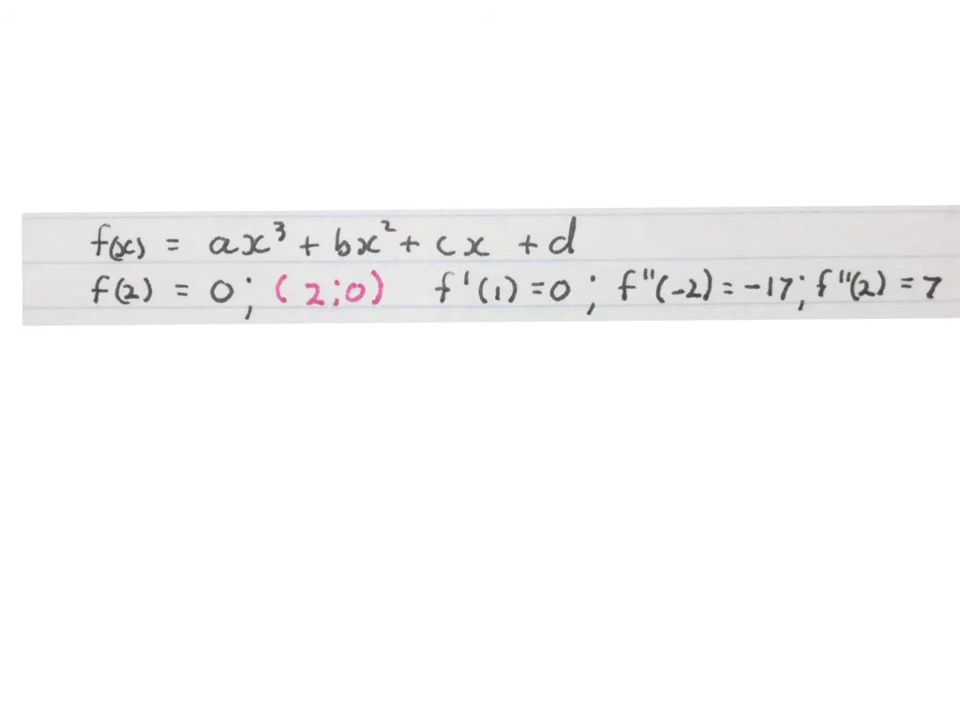 f(x) = ax³ + bx² + cx + d
f(2) = 0 ; (2;0) f'(1) = 0 ; f"(-2) = -17 ; f"(2) = 7